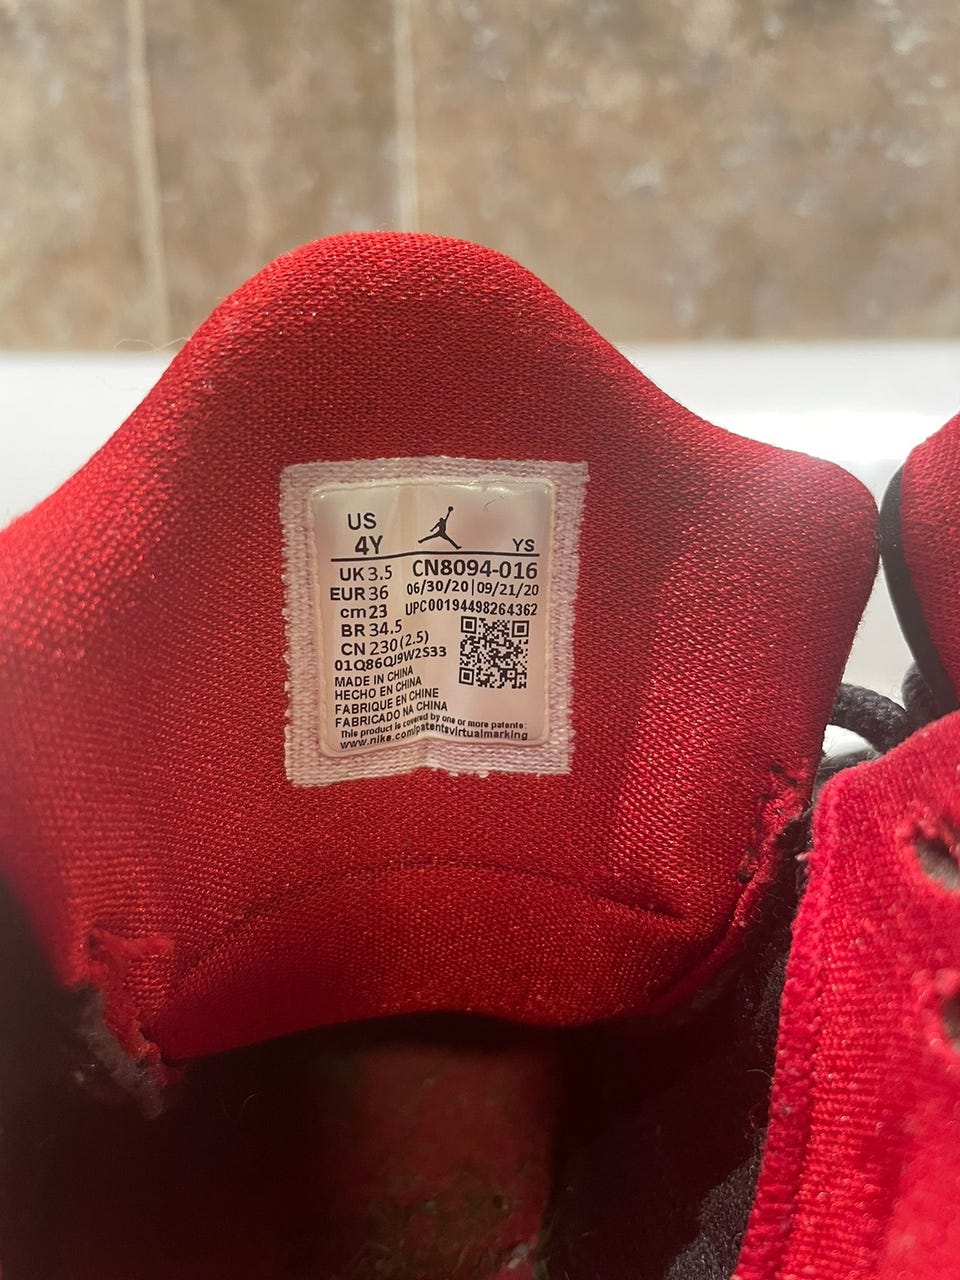 US
4Y
YS
UK 3.5 CN8094-016
EUR 36 06/30/20 | 09/21/20
cm 23 UPC00194498264362
BR 34.5
CN 230 (2.5)
01Q86QJ9W2S33
MADE IN CHINA
HECHO EN CHINA
FABRIQUE EN CHINE
FABRICADO NA CHINA
This product is covered by one or more patents:
www.nike.com/patentsvirtualmarking